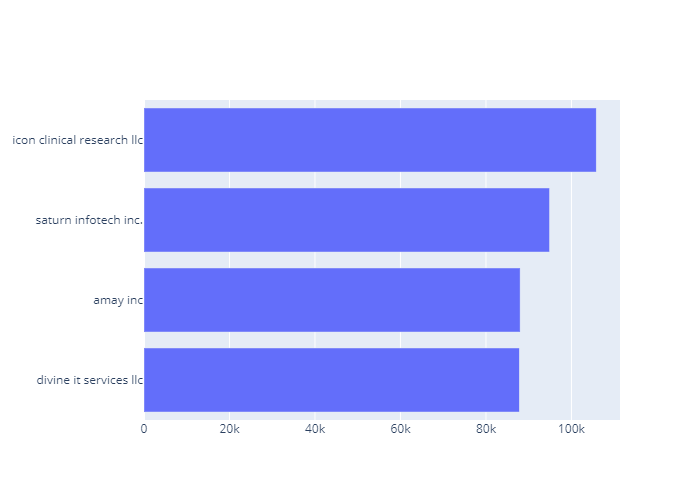 icon clinical research llc
saturn infotech inc.
amay inc
divine it services llc
0 20k 40k 60k 80k 100k